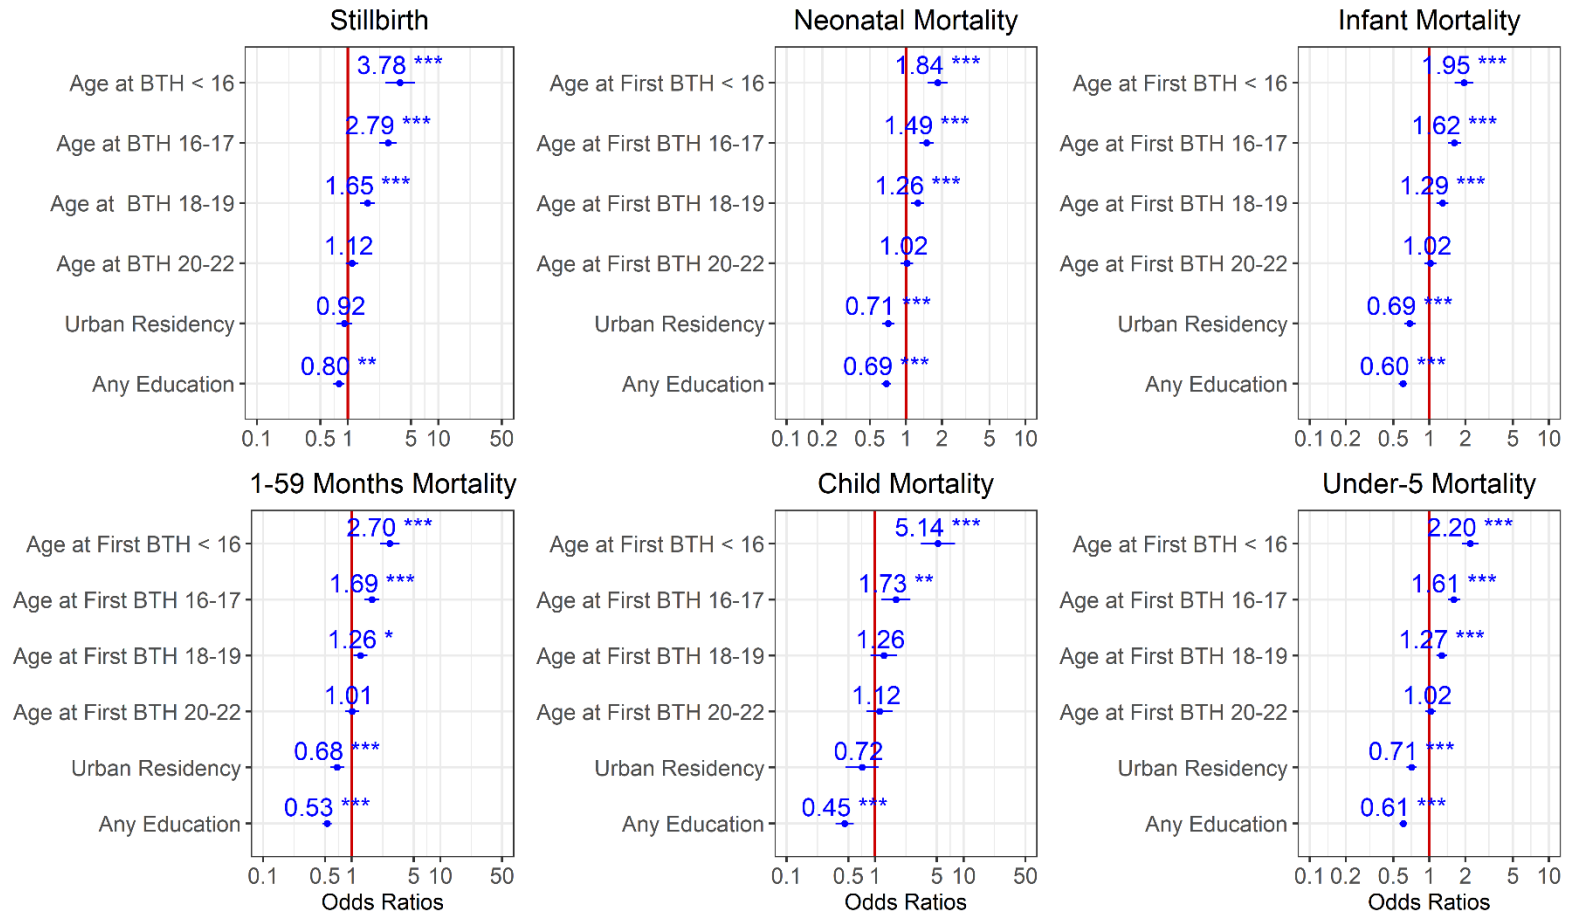 Stillbirth
Age at BTH < 16
3.78 ***
Age at BTH 16-17
2.79 ***
Age at  BTH 18-19
1.65 ***
Age at BTH 20-22
1.12
Urban Residency
0.92
Any Education
0.80 **
0.1 0.5 1 5 10 50
Neonatal Mortality
Age at First BTH < 16
1.84 ***
Age at First BTH 16-17
1.49 ***
Age at First BTH 18-19
1.26 ***
Age at First BTH 20-22
1.02
Urban Residency
0.71 ***
Any Education
0.69 ***
0.1 0.2 0.5 1 2 5 10
Infant Mortality
Age at First BTH < 16
1.95 ***
Age at First BTH 16-17
1.62 ***
Age at First BTH 18-19
1.29 ***
Age at First BTH 20-22
1.02
Urban Residency
0.69 ***
Any Education
0.60 ***
0.1 0.2 0.5 1 2 5 10
1-59 Months Mortality
Age at First BTH < 16
2.70 ***
Age at First BTH 16-17
1.69 ***
Age at First BTH 18-19
1.26 *
Age at First BTH 20-22
1.01
Urban Residency
0.68 ***
Any Education
0.53 ***
0.1 0.5 1 5 10 50
Odds Ratios
Child Mortality
Age at First BTH < 16
5.14 ***
Age at First BTH 16-17
1.73 **
Age at First BTH 18-19
1.26
Age at First BTH 20-22
1.12
Urban Residency
0.72
Any Education
0.45 ***
0.1 0.5 1 5 10 50
Odds Ratios
Under-5 Mortality
Age at First BTH < 16
2.20 ***
Age at First BTH 16-17
1.61 ***
Age at First BTH 18-19
1.27 ***
Age at First BTH 20-22
1.02
Urban Residency
0.71 ***
Any Education
0.61 ***
0.1 0.2 0.5 1 2 5 10
Odds Ratios